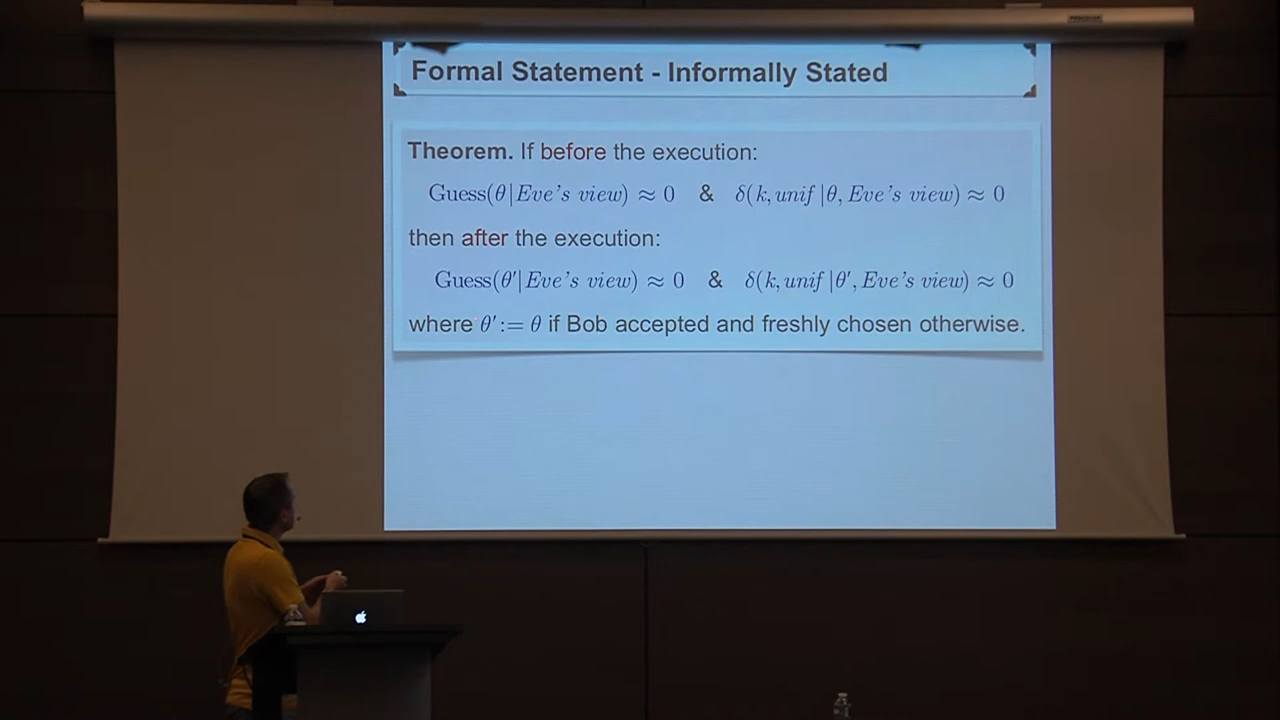 Formal Statement - Informally Stated
Theorem. If before the execution:
Guess(θ|Eve's view) ≈ 0 & δ(k, unif |θ, Eve's view) ≈ 0
then after the execution:
Guess(θ'|Eve's view) ≈ 0 & δ(k, unif |θ', Eve's view) ≈ 0
where θ' := θ if Bob accepted and freshly chosen otherwise.